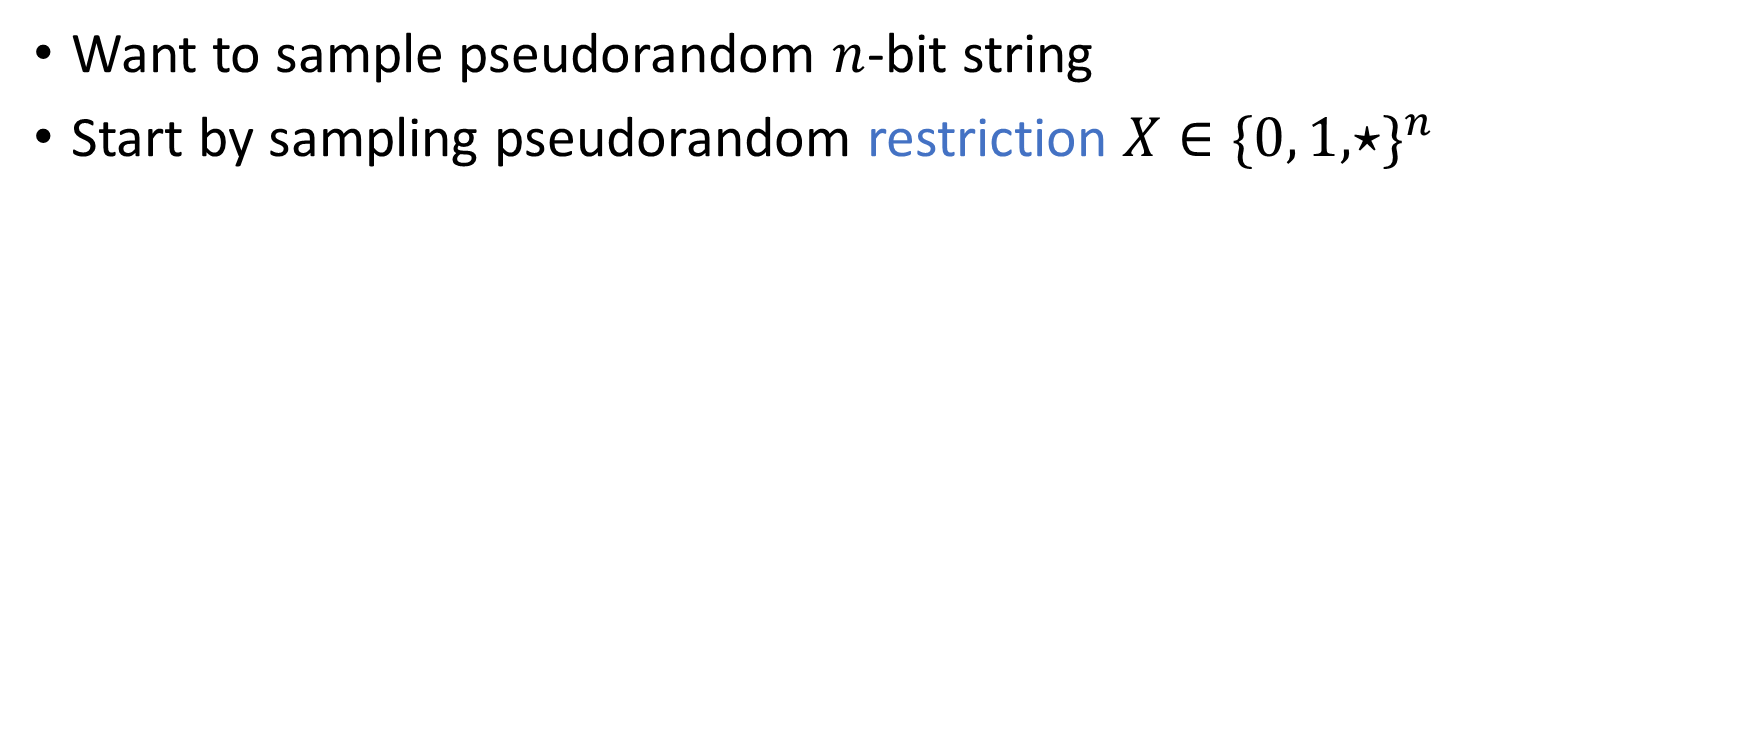 • Want to sample pseudorandom n-bit string
• Start by sampling pseudorandom restriction X ∈ {0, 1,⋆}ⁿ